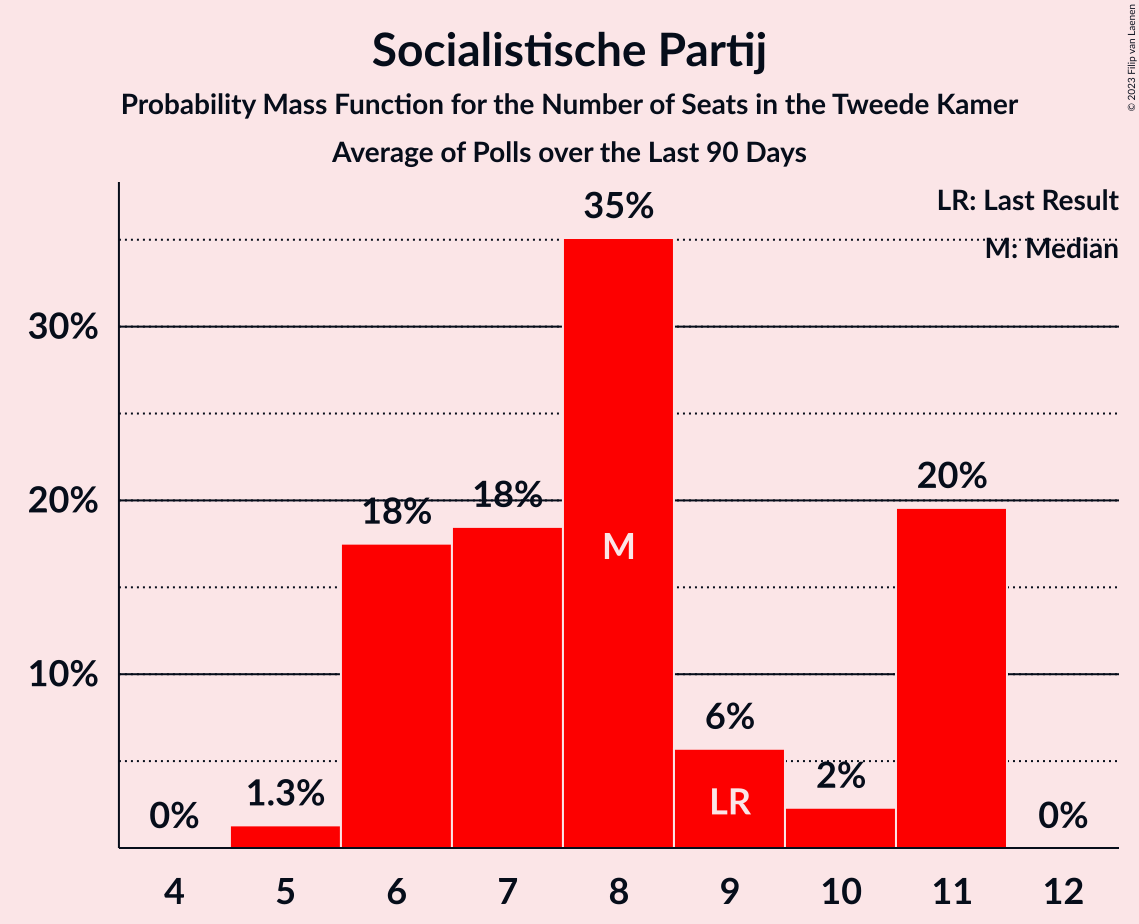 Socialistische Partij
Probability Mass Function for the Number of Seats in the Tweede Kamer
Average of Polls over the Last 90 Days
© 2023 Filip van Laenen
LR: Last Result
M: Median
35%
30%
20%
20%
18%
18%
M
10%
6%
2%
1.3%
LR
0%
0%
4 5 6 7 8 9 10 11 12